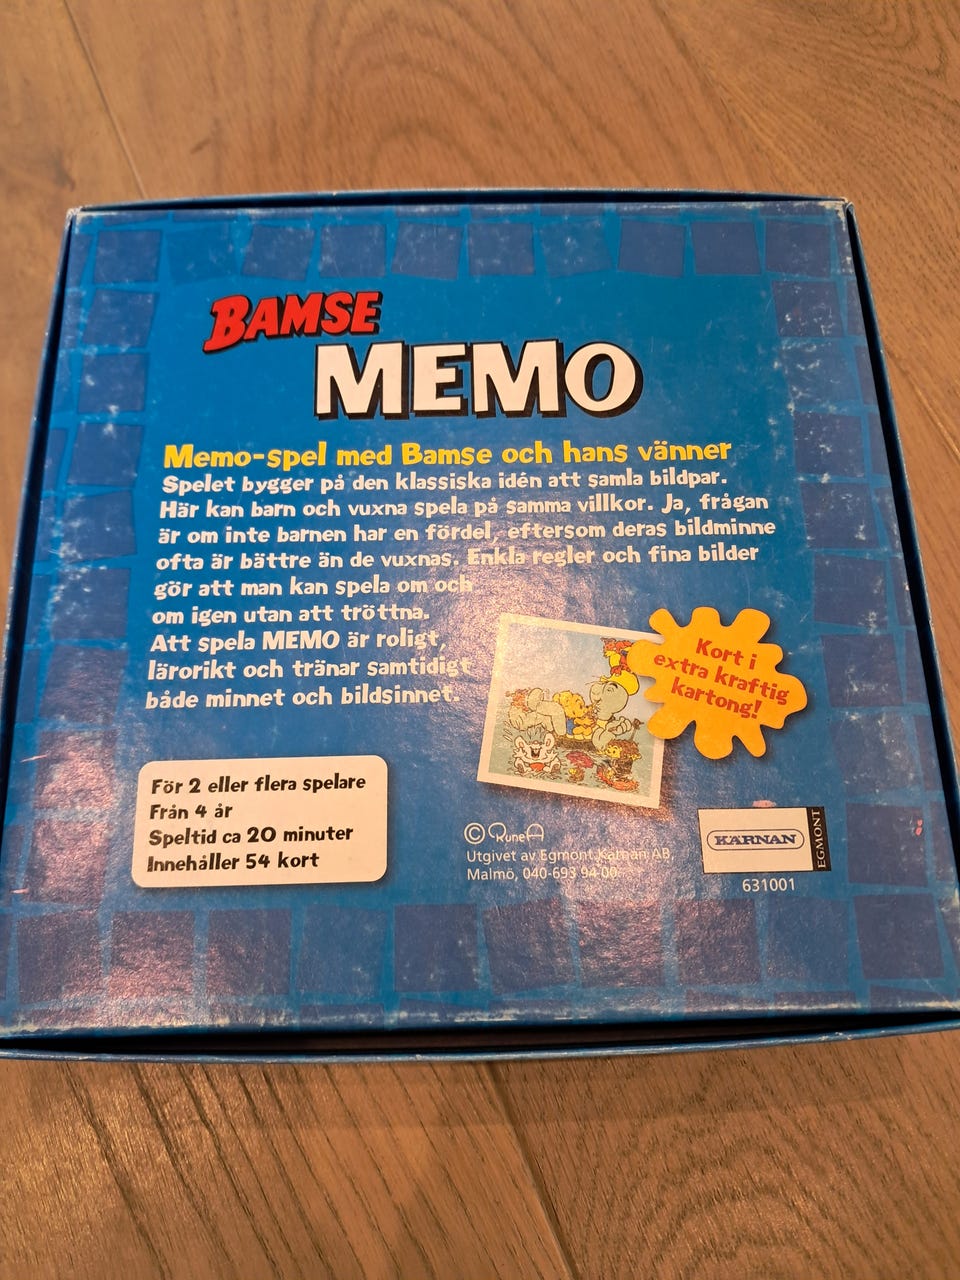 BAMSE
MEMO
Memo-spel med Bamse och hans vänner
Spelet bygger på den klassiska idén att samla bildpar.
Här kan barn och vuxna spela på samma villkor. Ja, frågan
är om inte barnen har en fördel, eftersom deras bildminne
ofta är bättre än de vuxnas. Enkla regler och fina bilder
gör att man kan spela om och
om igen utan att tröttna.
Att spela MEMO är roligt,
lärorikt och tränar samtidigt
både minnet och bildsinnet.
Kort i
extra kraftig
kartong!
För 2 eller flera spelare
Från 4 år
Speltid ca 20 minuter
Innehåller 54 kort
© RuneA
Utgivet av Egmont Kärnan AB,
Malmö, 040-693 94 00.
KÄRNAN
EGMONT
631001